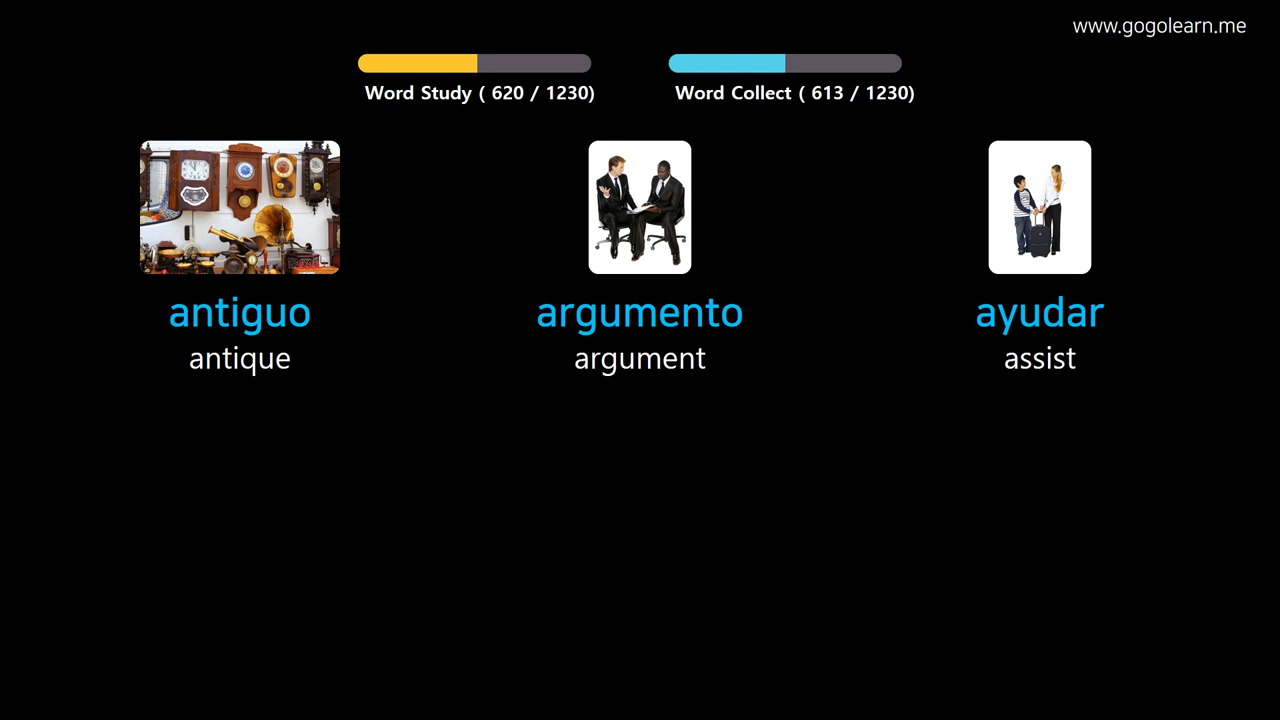 www.gogolearn.me
Word Study ( 620 / 1230)
Word Collect ( 613 / 1230)
antiguo
argumento
ayudar
antique
argument
assist